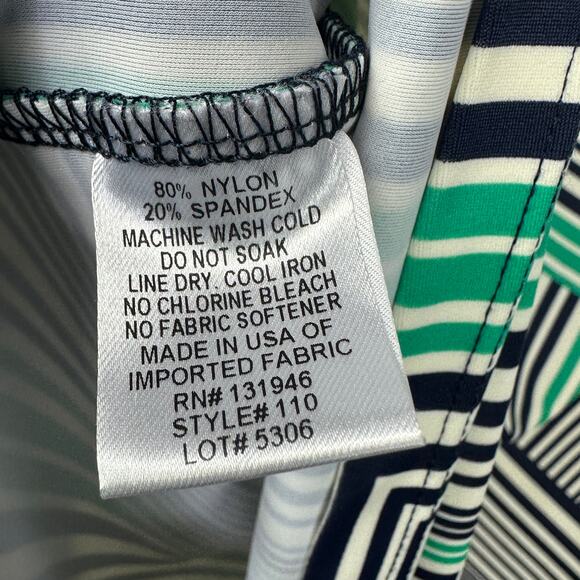 80% NYLON
20% SPANDEX
MACHINE WASH COLD
DO NOT SOAK
LINE DRY. COOL IRON
NO CHLORINE BLEACH
NO FABRIC SOFTENER
MADE IN USA OF
IMPORTED FABRIC
RN# 131946
STYLE# 110
LOT# 5306